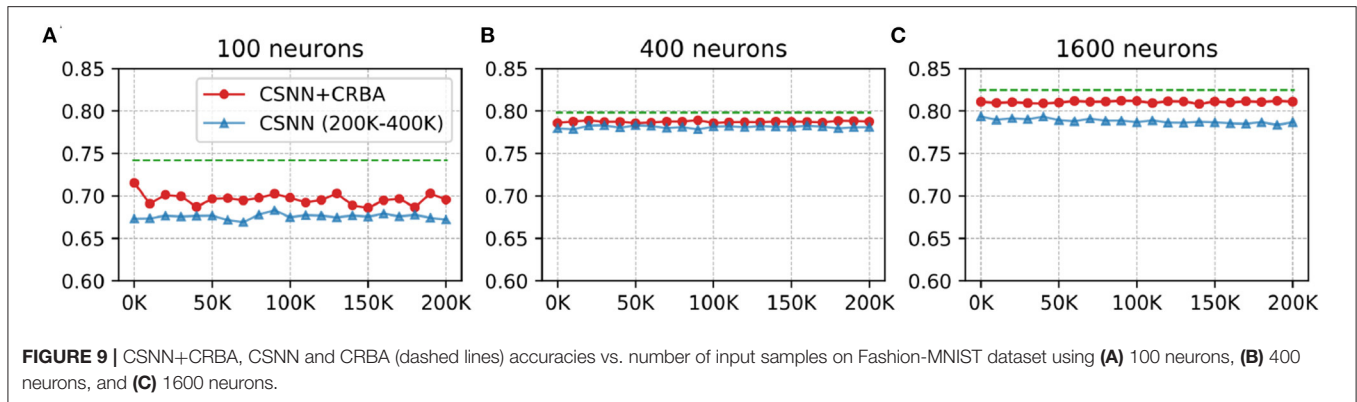 A
100 neurons
0.85
0.80
0.75
0.70
0.65
0.60
CSNN+CRBA
CSNN (200K-400K)
0K 50K 100K 150K 200K
B
400 neurons
0.85
0.80
0.75
0.70
0.65
0.60
0K 50K 100K 150K 200K
C
1600 neurons
0.85
0.80
0.75
0.70
0.65
0.60
0K 50K 100K 150K 200K
FIGURE 9 | CSNN+CRBA, CSNN and CRBA (dashed lines) accuracies vs. number of input samples on Fashion-MNIST dataset using (A) 100 neurons, (B) 400
neurons, and (C) 1600 neurons.